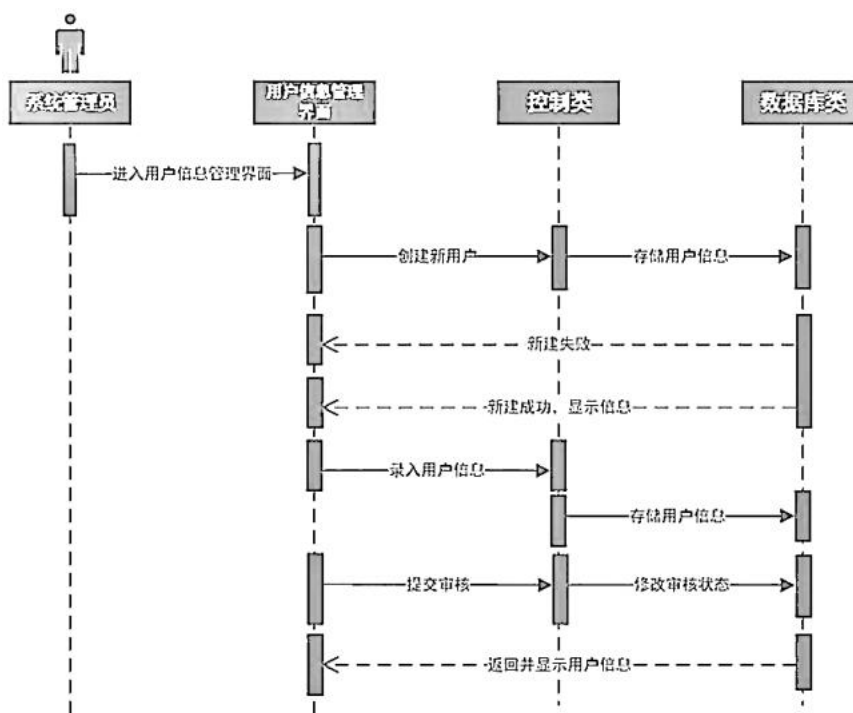 系统管理员
用户信息管理
界面
控制类
数据库类
进入用户信息管理界面
创建新用户
存储用户信息
新建失败
新建成功、显示信息
录入用户信息
存储用户信息
提交审核
修改审核状态
返回并显示用户信息